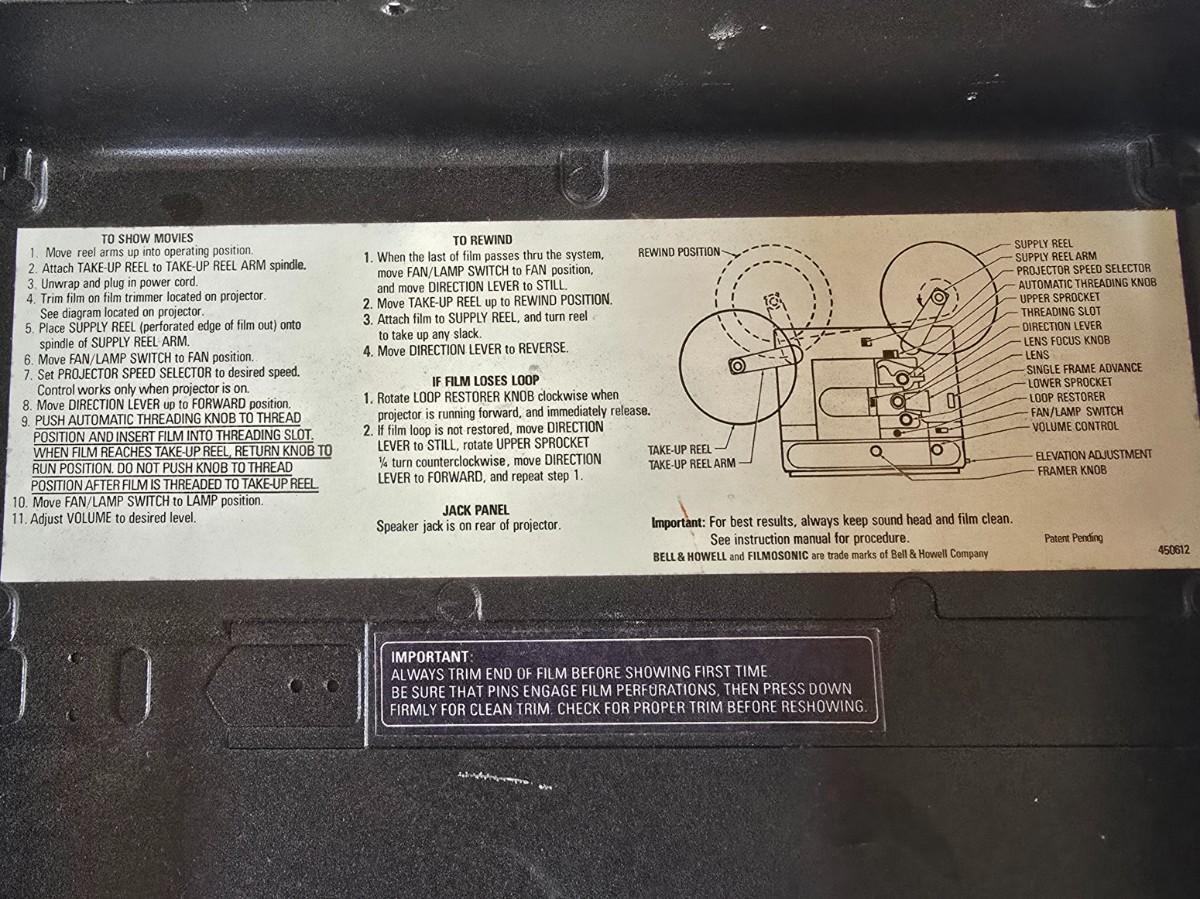 TO SHOW MOVIES
1. Move reel arms up into operating position.
2. Attach TAKE-UP REEL to TAKE-UP REEL ARM spindle.
3. Unwrap and plug in power cord.
4. Trim film on film trimmer located on projector.
See diagram located on projector.
5. Place SUPPLY REEL (perforated edge of film out) onto
spindle of SUPPLY REEL ARM.
6. Move FAN/LAMP SWITCH to FAN position.
7. Set PROJECTOR SPEED SELECTOR to desired speed.
Control works only when projector is on.
8. Move DIRECTION LEVER up to FORWARD position.
9. PUSH AUTOMATIC THREADING KNOB TO THREAD
POSITION AND INSERT FILM INTO THREADING SLOT.
WHEN FILM REACHES TAKE-UP REEL, RETURN KNOB TO
RUN POSITION. DO NOT PUSH KNOB TO THREAD
POSITION AFTER FILM IS THREADED TO TAKE-UP REEL.
10. Move FAN/LAMP SWITCH to LAMP position.
11. Adjust VOLUME to desired level.
TO REWIND
1. When the last of film passes thru the system,
move FAN/LAMP SWITCH to FAN position,
and move DIRECTION LEVER to STILL.
2. Move TAKE-UP REEL up to REWIND POSITION.
3. Attach film to SUPPLY REEL, and turn reel
to take up any slack.
4. Move DIRECTION LEVER to REVERSE.
IF FILM LOSES LOOP
1. Rotate LOOP RESTORER KNOB clockwise when
projector is running forward, and immediately release.
2. If film loop is not restored, move DIRECTION
LEVER to STILL, rotate UPPER SPROCKET
¼ turn counterclockwise, move DIRECTION
LEVER to FORWARD, and repeat step 1.
JACK PANEL
Speaker jack is on rear of projector.
REWIND POSITION
TAKE-UP REEL
TAKE-UP REEL ARM
SUPPLY REEL
SUPPLY REEL ARM
PROJECTOR SPEED SELECTOR
AUTOMATIC THREADING KNOB
UPPER SPROCKET
THREADING SLOT
DIRECTION LEVER
LENS FOCUS KNOB
LENS
SINGLE FRAME ADVANCE
LOWER SPROCKET
LOOP RESTORER
FAN/LAMP SWITCH
VOLUME CONTROL
ELEVATION ADJUSTMENT
FRAMER KNOB
Important: For best results, always keep sound head and film clean.
See instruction manual for procedure.
BELL & HOWELL and FILMOSONIC are trade marks of Bell & Howell Company
Patent Pending
450612
IMPORTANT:
ALWAYS TRIM END OF FILM BEFORE SHOWING FIRST TIME.
BE SURE THAT PINS ENGAGE FILM PERFORATIONS, THEN PRESS DOWN
FIRMLY FOR CLEAN TRIM. CHECK FOR PROPER TRIM BEFORE RESHOWING.